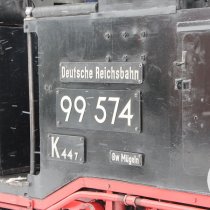 Deutsche Reichsbahn
99 574
K 44.7
Bw Mügeln